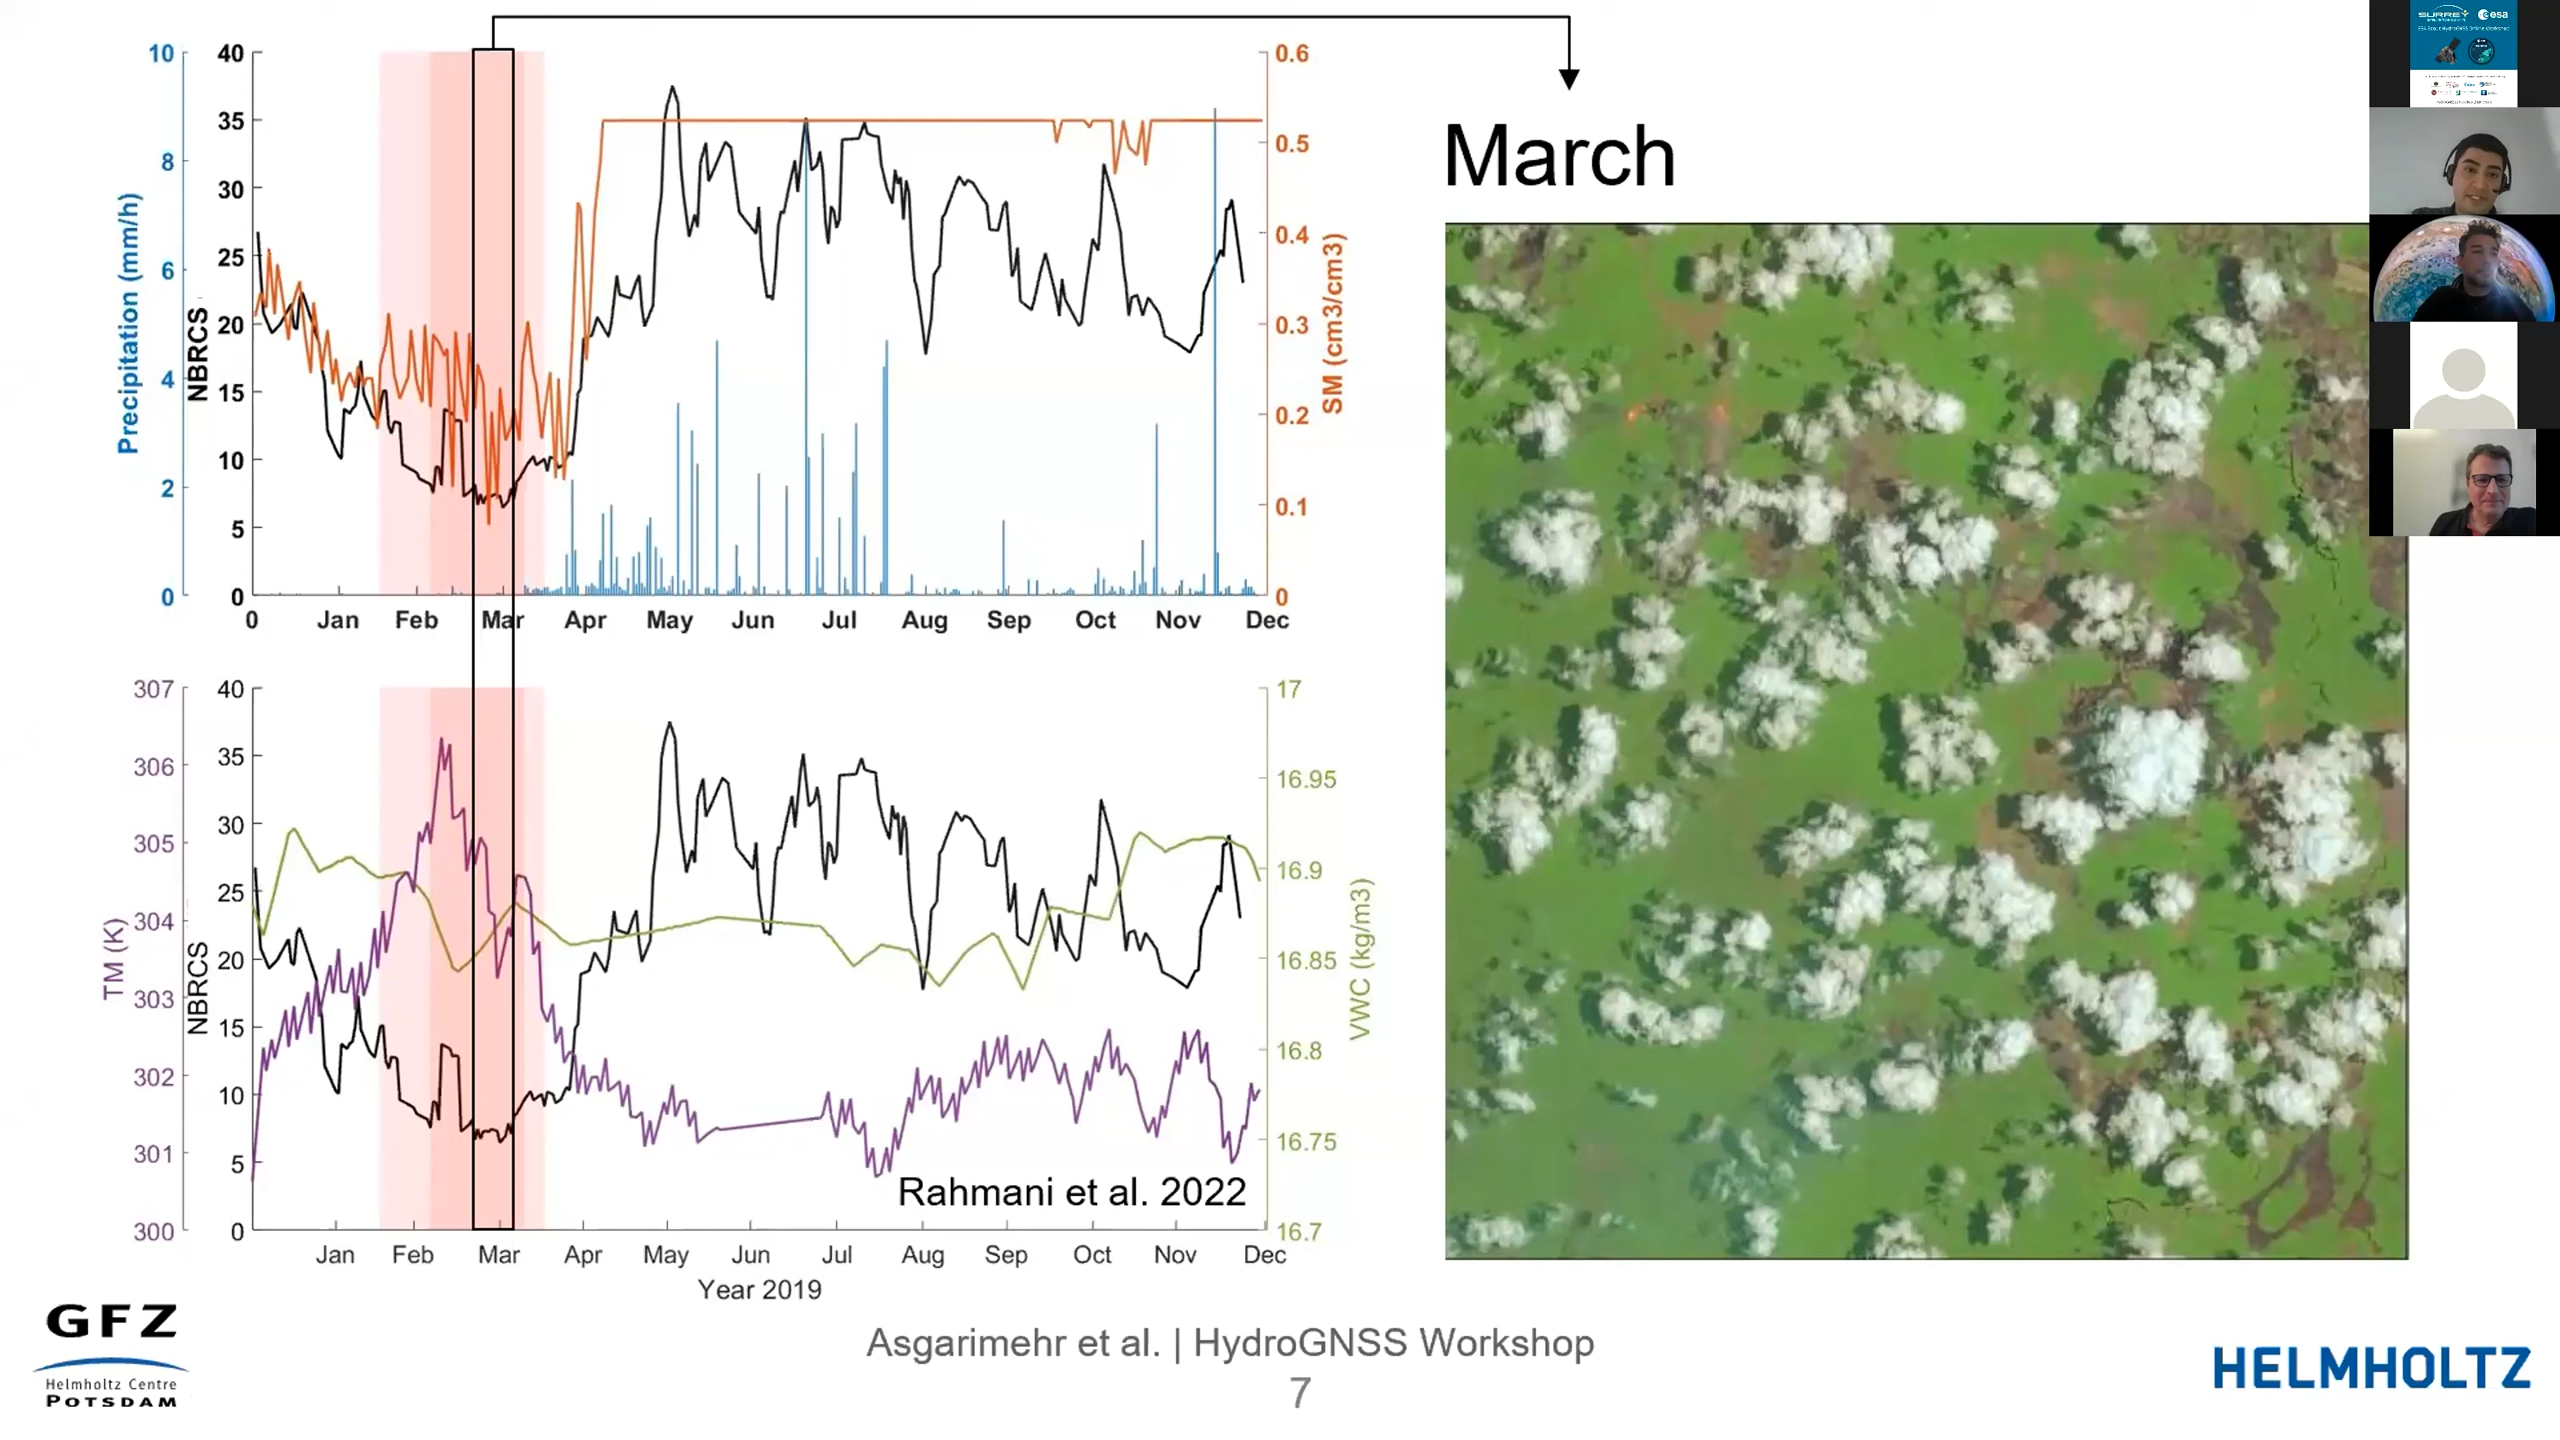 March
10
8
6
4
2
0
Precipitation (mm/h)
40
35
30
25
20
15
10
5
0
NBRCS
0.6
0.5
0.4
0.3
0.2
0.1
0
SM (cm3/cm3)
0 Jan Feb Mar Apr May Jun Jul Aug Sep Oct Nov Dec
307
306
305
304
303
302
301
300
TM (K)
40
35
30
25
20
15
10
5
0
NBRCS
17
16.95
16.9
16.85
16.8
16.75
16.7
VWC (kg/m3)
Rahmani et al. 2022
Jan Feb Mar Apr May Jun Jul Aug Sep Oct Nov Dec
Year 2019
GFZ
Helmholtz Centre
POTSDAM
Asgarimehr et al. | HydroGNSS Workshop
7
HELMHOLTZ
SURREY
esa
ESA Scout HydroGNSS Online Workshop